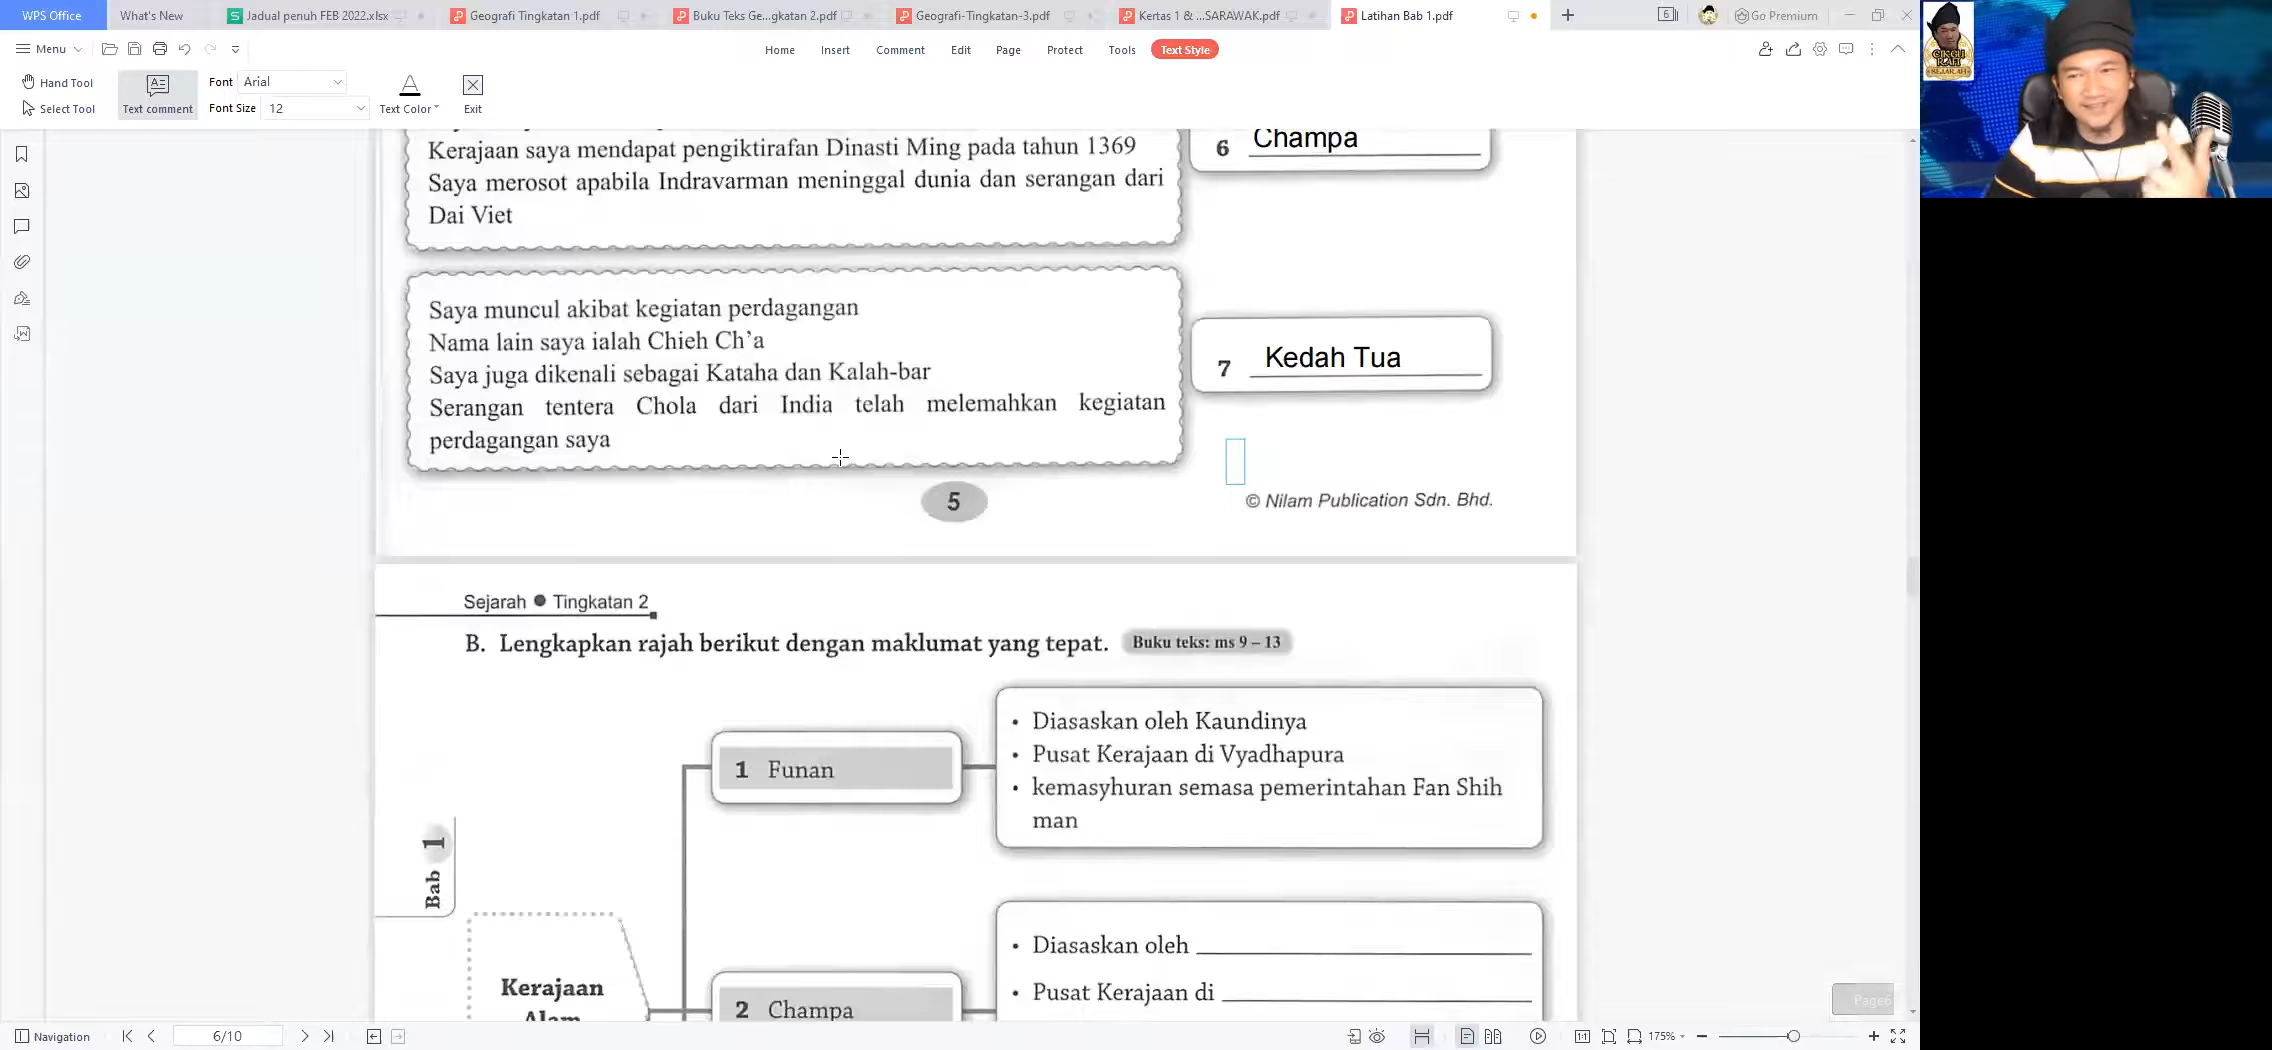 WPS Office
What's New
Jadual penuh FEB 2022.xlsx
Geografi Tingkatan 1.pdf
Buku Teks Ge...gkatan 2.pdf
Geografi-Tingkatan-3.pdf
Kertas 1 & ...SARAWAK.pdf
Latihan Bab 1.pdf
6
Go Premium
Menu
Home
Insert
Comment
Edit
Page
Protect
Tools
Text Style
Hand Tool
Select Tool
Text comment
Font Arial
Font Size 12
Text Color
Exit
CIKGU
RAFI
SEJARAH
Kerajaan saya mendapat pengiktirafan Dinasti Ming pada tahun 1369
Saya merosot apabila Indravarman meninggal dunia dan serangan dari
Dai Viet
6 Champa
Saya muncul akibat kegiatan perdagangan
Nama lain saya ialah Chieh Ch'a
Saya juga dikenali sebagai Kataha dan Kalah-bar
Serangan tentera Chola dari India telah melemahkan kegiatan
perdagangan saya
7 Kedah Tua
5
© Nilam Publication Sdn. Bhd.
Sejarah ● Tingkatan 2
B. Lengkapkan rajah berikut dengan maklumat yang tepat. Buku teks: ms 9 – 13
1 Funan
• Diasaskan oleh Kaundinya
• Pusat Kerajaan di Vyadhapura
• kemasyhuran semasa pemerintahan Fan Shih
man
Bab 1
Kerajaan
Alam
2 Champa
• Diasaskan oleh
• Pusat Kerajaan di
Page6
Navigation
6/10
175%